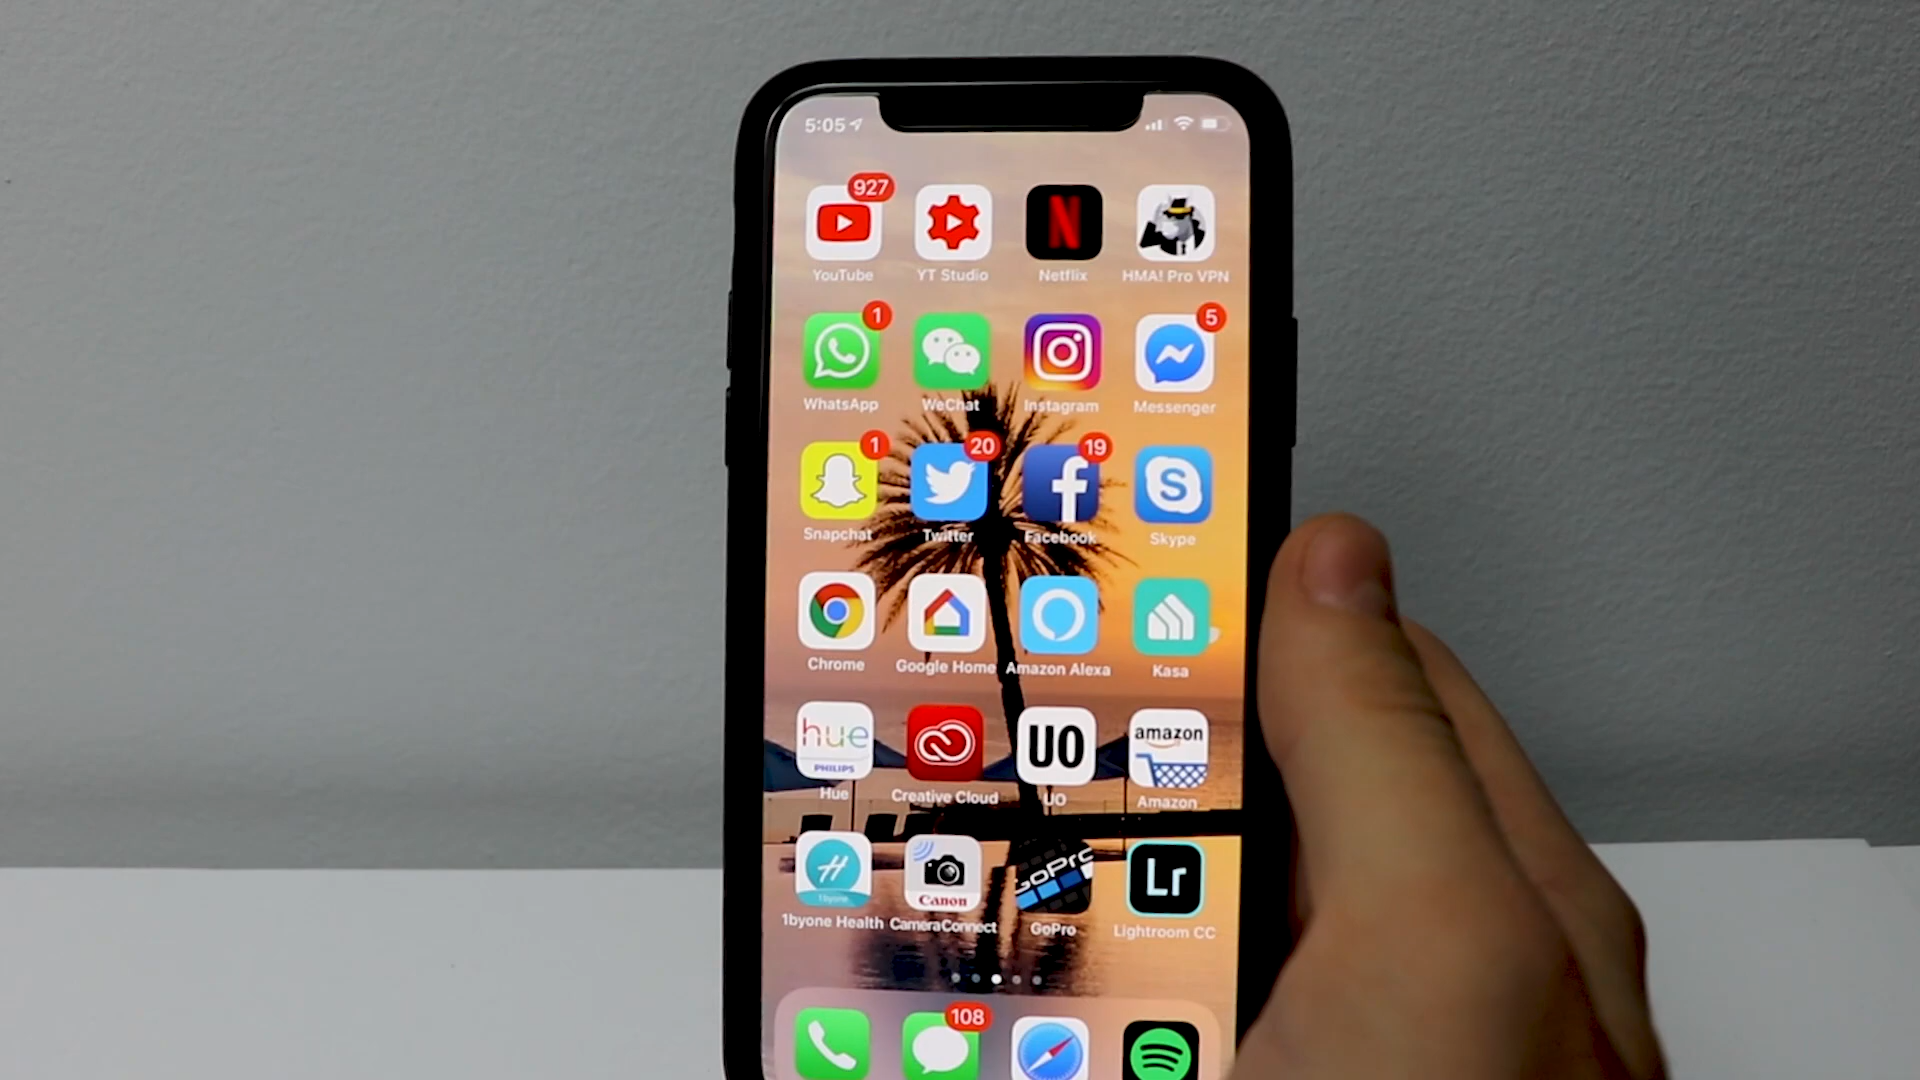 5:05
927
YouTube YT Studio Netflix HMA! Pro VPN
1 5
WhatsApp WeChat Instagram Messenger
1 20 19
Snapchat Twitter Facebook Skype
Chrome Google Home Amazon Alexa Kasa
hue UO amazon
PHILIPS
Hue Creative Cloud UO Amazon
H GoPro Lr
1byone Canon
1byone Health CameraConnect GoPro Lightroom CC
108